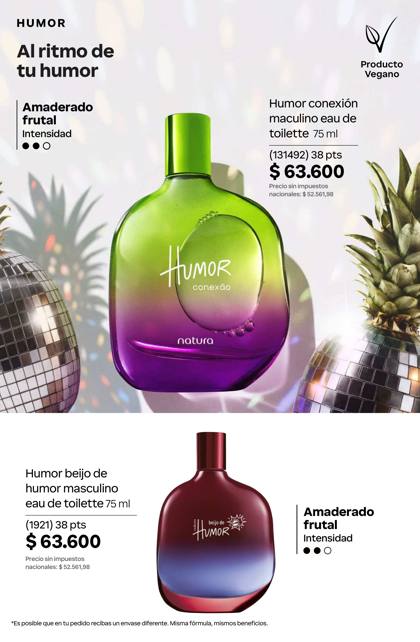 HUMOR
Al ritmo de
tu humor
Producto
Vegano
Amaderado
frutal
Intensidad
Humor conexión
masculino eau de
toilette 75 ml
(131492) 38 pts
$ 63.600
Precio sin impuestos
nacionales: $ 52.561,98
HUMOR
conexão
natura
Humor beijo de
humor masculino
eau de toilette 75 ml
(1921) 38 pts
$ 63.600
Precio sin impuestos
nacionales: $ 52.561,98
beijo de
HUMOR
Amaderado
frutal
Intensidad
*Es posible que en tu pedido recibas un envase diferente. Misma fórmula, mismos beneficios.